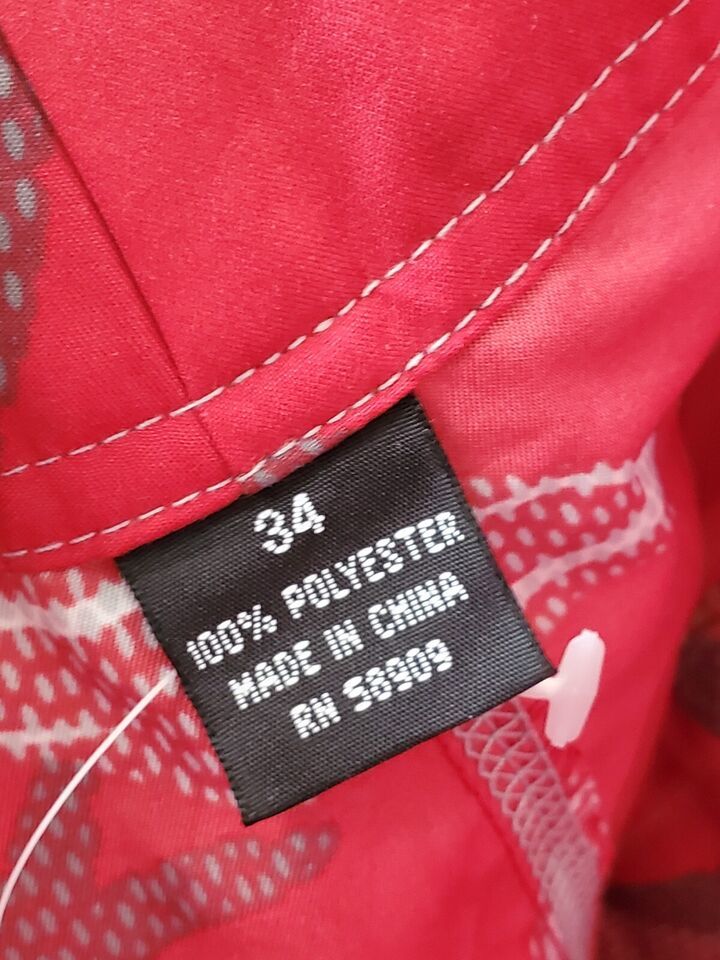 34
100% POLYESTER
MADE IN CHINA
RN 58909